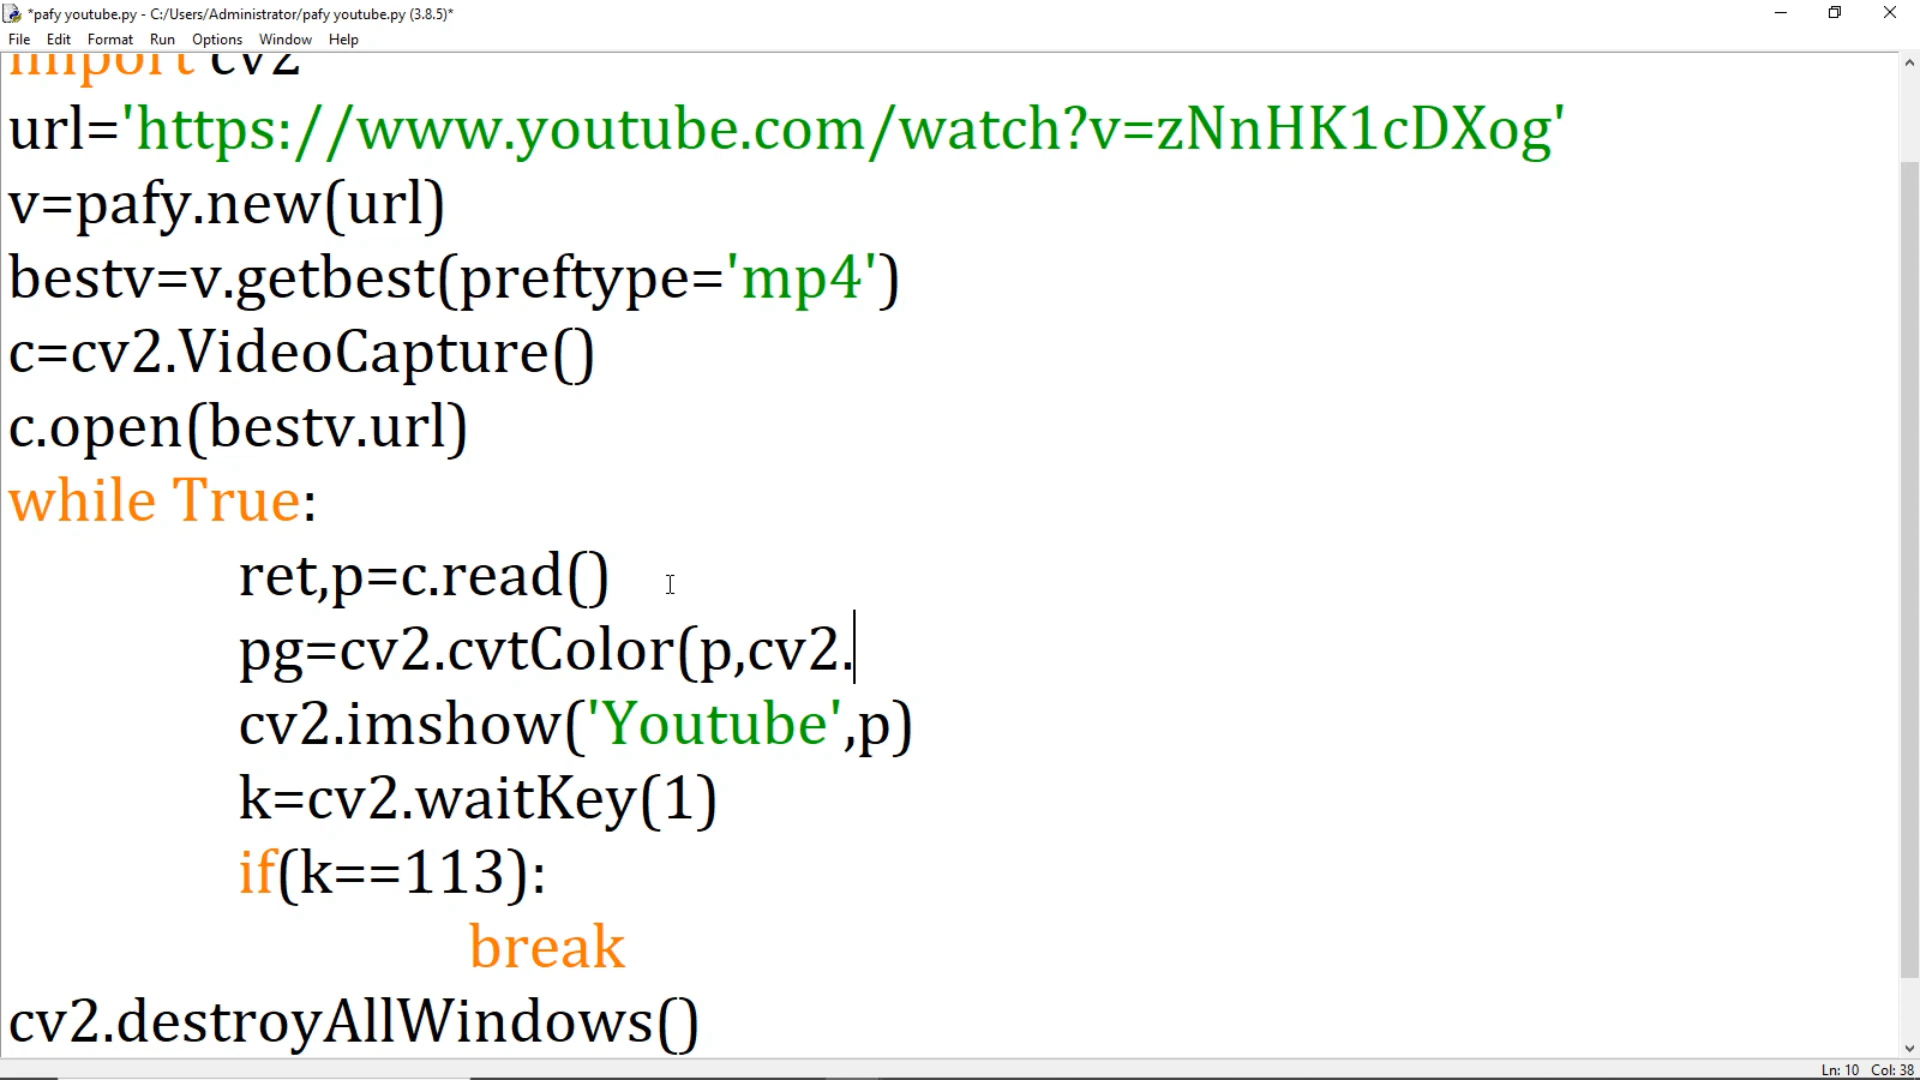 *pafy youtube.py - C:/Users/Administrator/pafy youtube.py (3.8.5)*
File Edit Format Run Options Window Help
import cv2
url='https://www.youtube.com/watch?v=zNnHK1cDXog'
v=pafy.new(url)
bestv=v.getbest(preftype='mp4')
c=cv2.VideoCapture()
c.open(bestv.url)
while True:
ret,p=c.read()
pg=cv2.cvtColor(p,cv2.
cv2.imshow('Youtube',p)
k=cv2.waitKey(1)
if(k==113):
break
cv2.destroyAllWindows()
Ln: 10 Col: 38